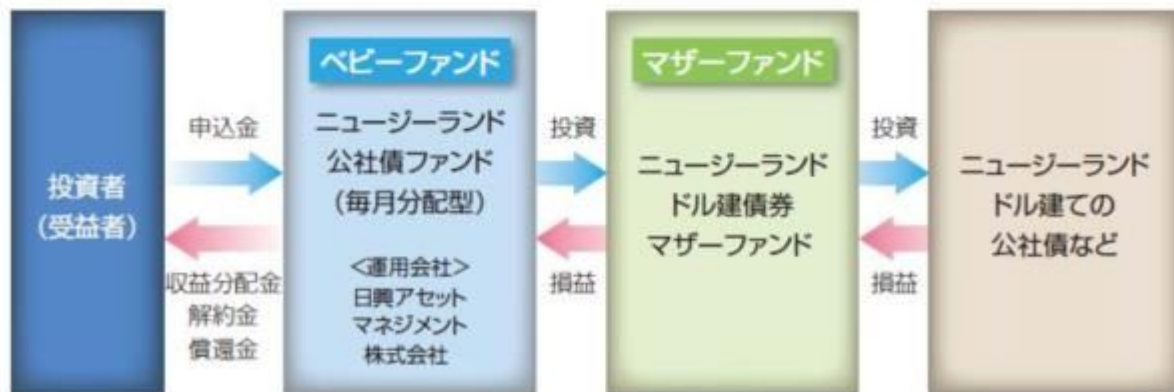 投資者
(受益者)
申込金
収益分配金
解約金
償還金
ベビーファンド
ニュージーランド
公社債ファンド
(毎月分配型)
<運用会社>
日興アセット
マネジメント
株式会社
投資
損益
マザーファンド
ニュージーランド
ドル建債券
マザーファンド
投資
損益
ニュージーランド
ドル建ての
公社債など